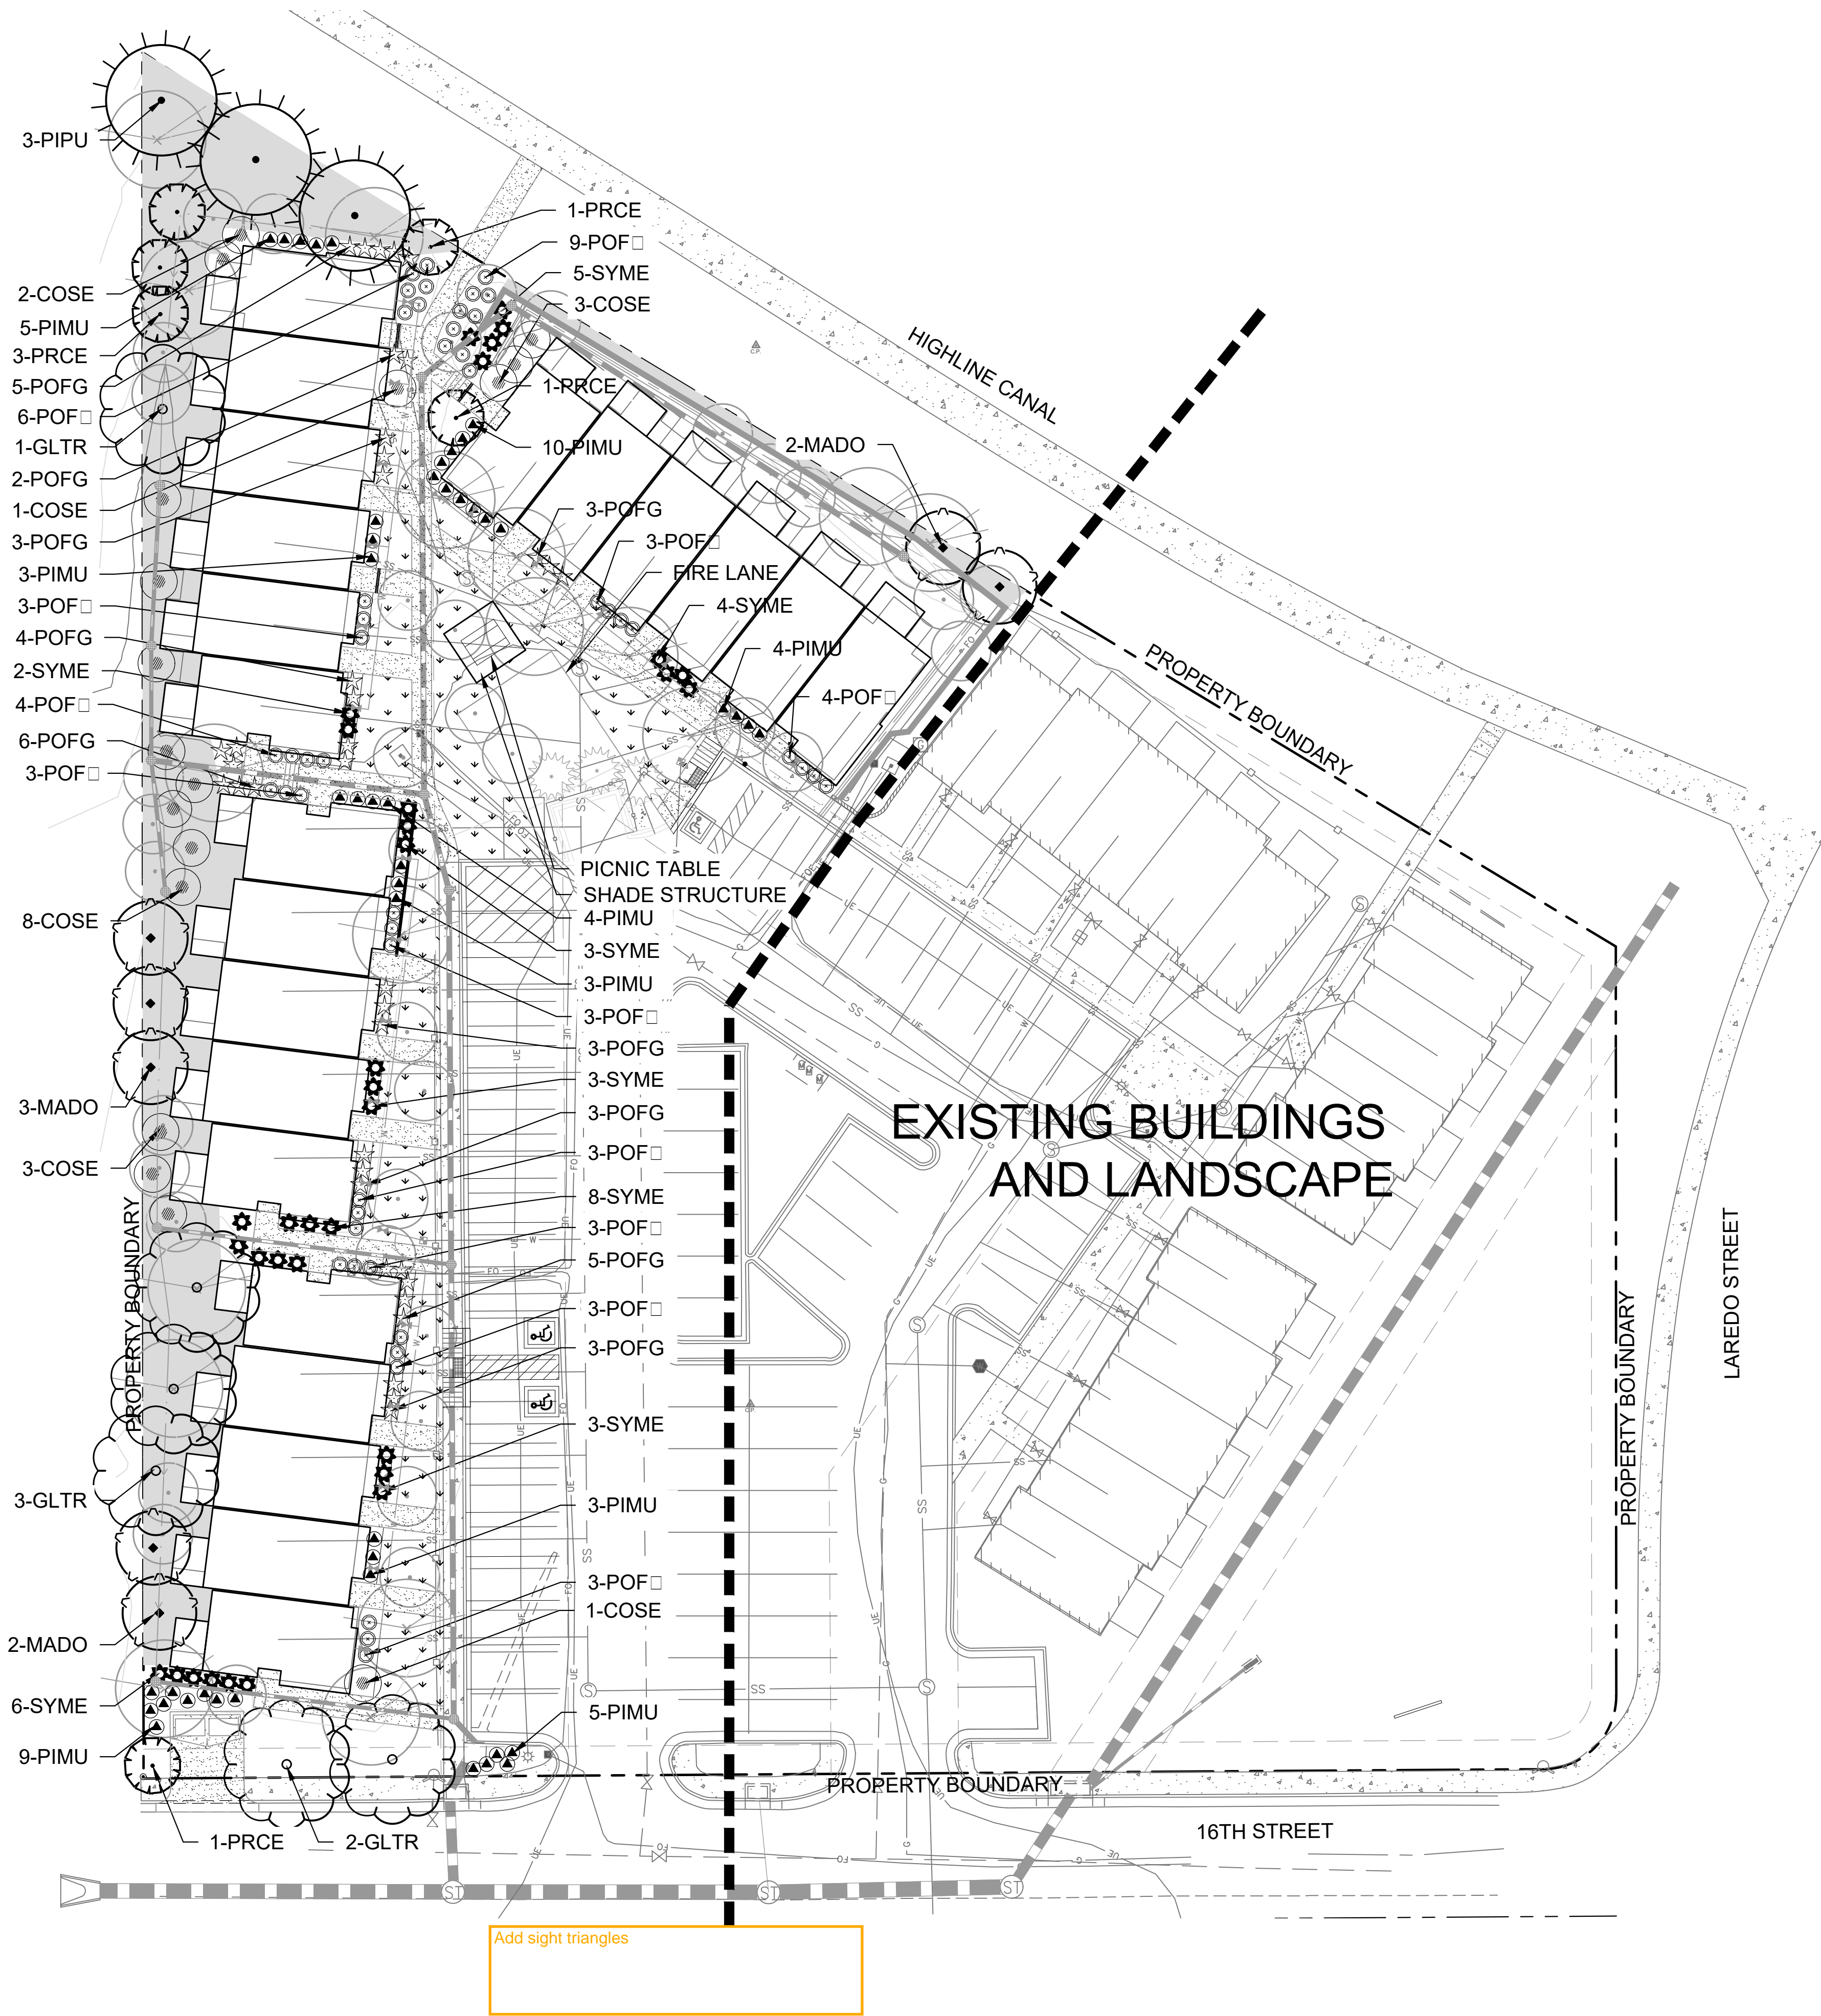 3-PIPU
2-COSE
5-PIMU
3-PRCE
5-POFG
6-POF□
1-GLTR
2-POFG
1-COSE
3-POFG
3-PIMU
3-POF□
4-POFG
2-SYME
4-POF□
6-POFG
3-POF□
8-COSE
3-MADO
3-COSE
PROPERTY BOUNDARY
3-GLTR
2-MADO
6-SYME
9-PIMU
1-PRCE
2-GLTR
1-PRCE
9-POF□
5-SYME
3-COSE
1-PRCE
10-PIMU
2-MADO
3-POFG
3-POF□
FIRE LANE
4-SYME
4-PIMU
4-POF□
PICNIC TABLE
SHADE STRUCTURE
4-PIMU
3-SYME
3-PIMU
3-POF□
3-POFG
3-SYME
3-POFG
3-POF□
8-SYME
3-POF□
5-POFG
3-POF□
3-POFG
3-SYME
3-PIMU
3-POF□
1-COSE
5-PIMU
HIGHLINE CANAL
PROPERTY BOUNDARY
EXISTING BUILDINGS
AND LANDSCAPE
LAREDO STREET
PROPERTY BOUNDARY
PROPERTY BOUNDARY
16TH STREET
ST
ST
ST
Add sight triangles